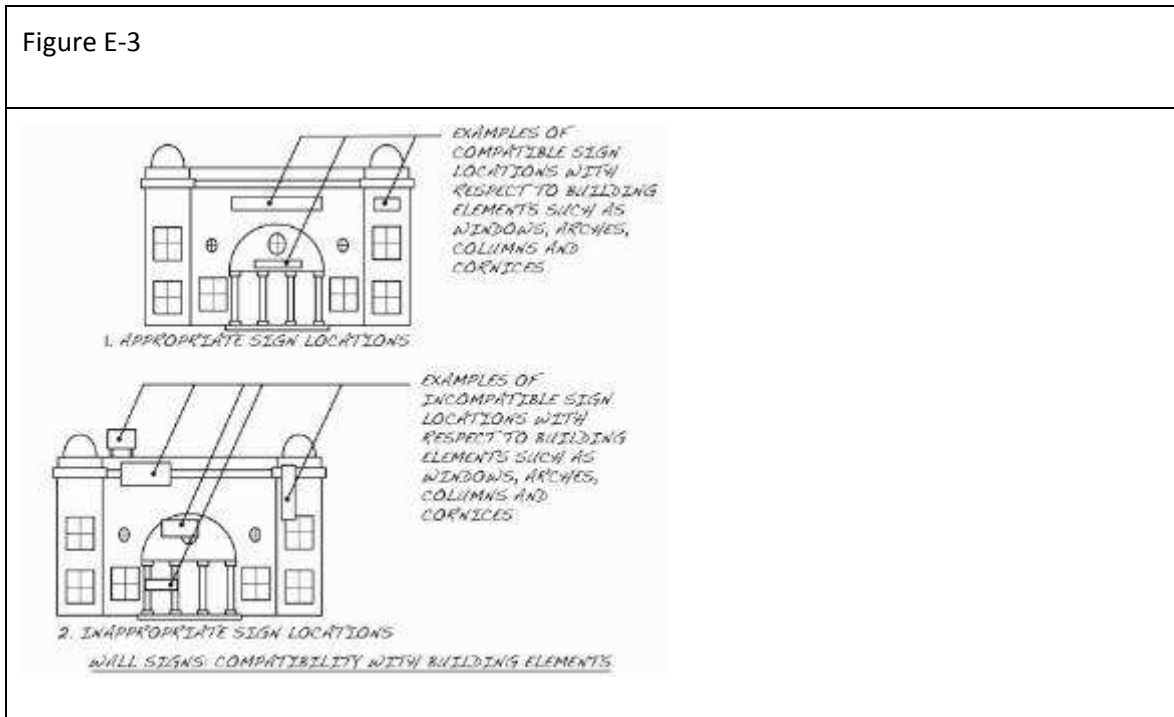 Figure E-3
EXAMPLES OF
COMPATIBLE SIGN
LOCATIONS WITH
RESPECT TO BUILDING
ELEMENTS SUCH AS
WINDOWS, ARCHES,
COLUMNS AND
CORNICES
1. APPROPRIATE SIGN LOCATIONS
EXAMPLES OF
INCOMPATIBLE SIGN
LOCATIONS WITH
RESPECT TO BUILDING
ELEMENTS SUCH AS
WINDOWS, ARCHES,
COLUMNS AND
CORNICES
2. INAPPROPRIATE SIGN LOCATIONS
WALL SIGNS: COMPATIBILITY WITH BUILDING ELEMENTS